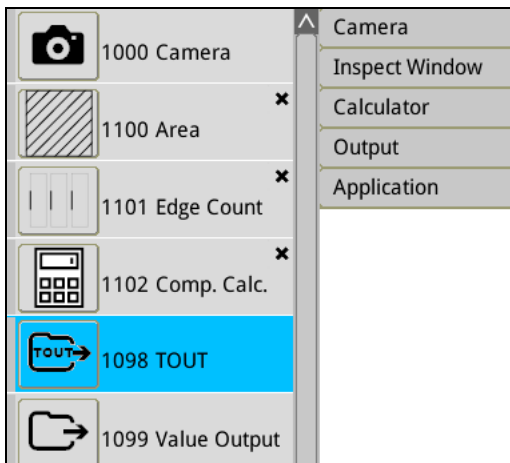 1000 Camera
1100 Area
1101 Edge Count
1102 Comp. Calc.
TOUT
1098 TOUT
1099 Value Output
Camera
Inspect Window
Calculator
Output
Application